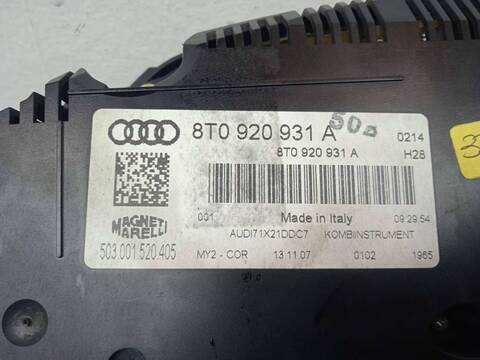 8T0 920 931 A
50
0214
8T0 920 931 A
H28
001
Made in Italy
09:29:54
MAGNETI
MARELLI
AUDI71X21DDC7
KOMBIINSTRUMENT
503.001.520.405
MY2 - COR
13.11.07
0102
1965